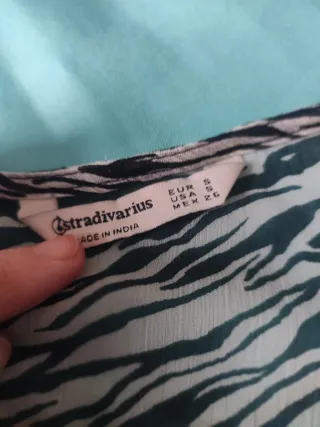 stradivarius
MADE IN INDIA
EUR S
USA S
MEX 26